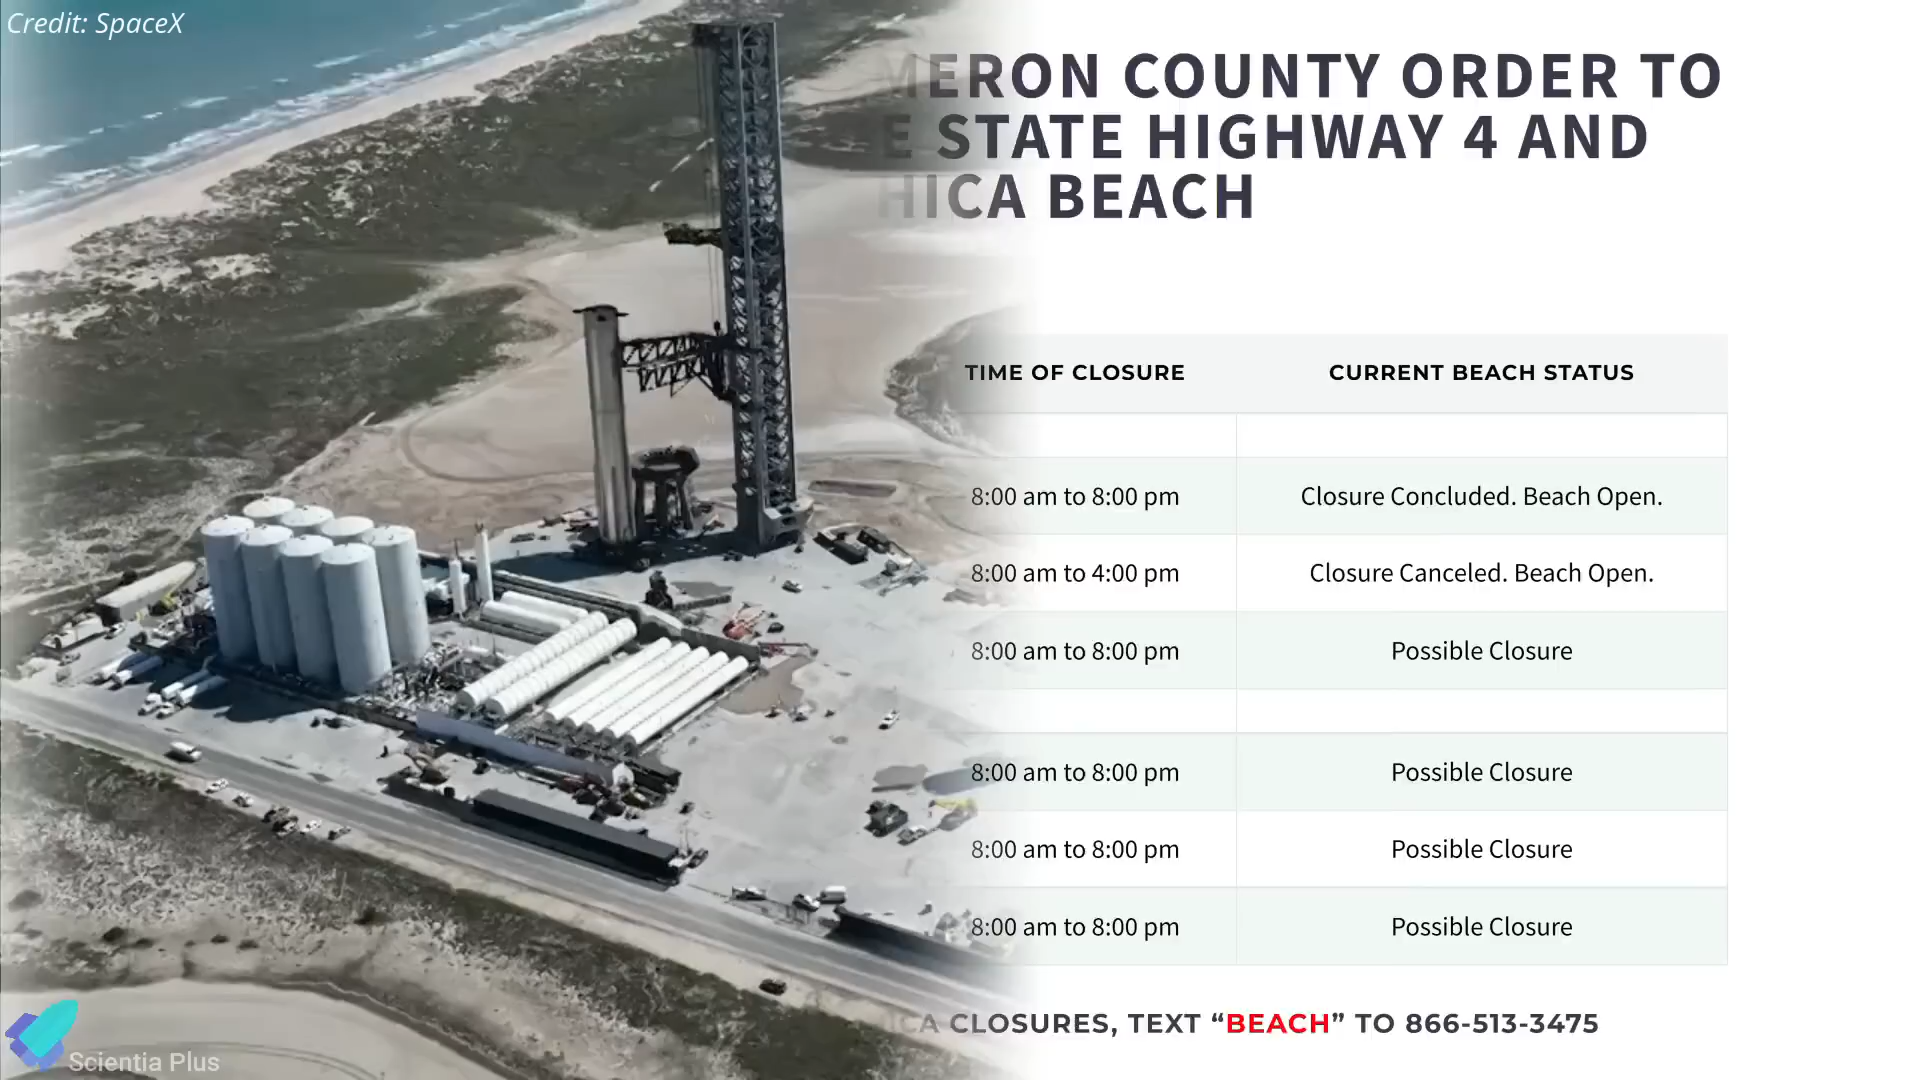 Credit: SpaceX
MERON COUNTY ORDER TO
E STATE HIGHWAY 4 AND
HICA BEACH
TIME OF CLOSURE CURRENT BEACH STATUS
8:00 am to 8:00 pm Closure Concluded. Beach Open.
8:00 am to 4:00 pm Closure Canceled. Beach Open.
8:00 am to 8:00 pm Possible Closure
8:00 am to 8:00 pm Possible Closure
8:00 am to 8:00 pm Possible Closure
8:00 am to 8:00 pm Possible Closure
CA CLOSURES, TEXT “BEACH” TO 866-513-3475
Scientia Plus